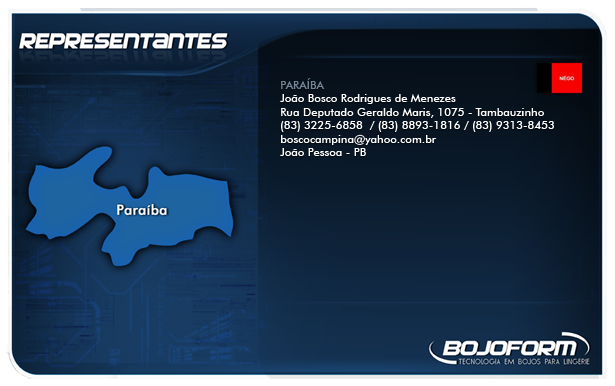 REPRESENTANTES
NEGO
PARAÍBA
João Bosco Rodrigues de Menezes
Rua Deputado Geraldo Maris, 1075 - Tambauzinho
(83) 3225-6858 / (83) 8893-1816 / (83) 9313-8453
boscocampina@yahoo.com.br
João Pessoa - PB
Paraíba
BOJOFORM
TECNOLOGIA EM BOJOS PARA LINGERIE